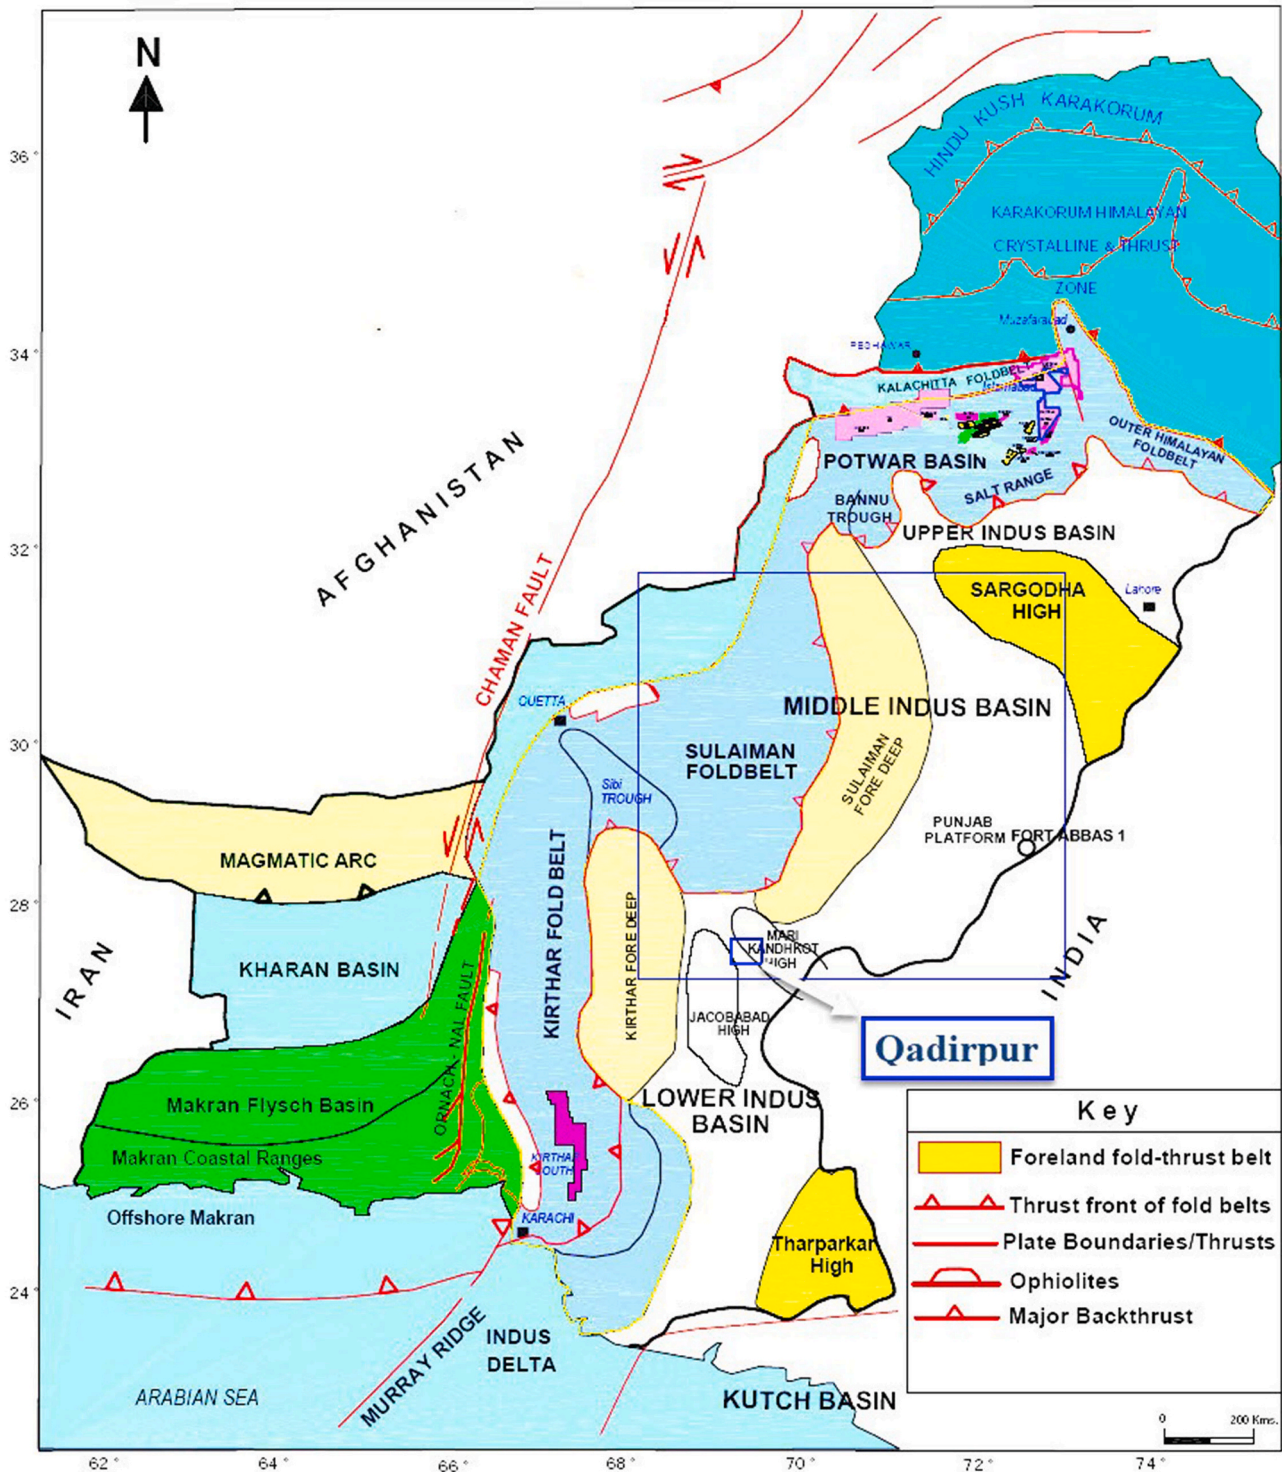 N
HINDU KUSH KARAKORUM
36°
KARAKORUM HIMALAYAN
CRYSTALLINE & THRUST
ZONE
Muzafarabad
34°
PESHAWAR
KALACHITTA FOLDBELT
Islamabad
OUTER HIMALAYAN
FOLDBELT
POTWAR BASIN
SALT RANGE
BANNU
TROUGH
AFGHANISTAN
UPPER INDUS BASIN
32°
CHAMAN FAULT
SARGODHA
HIGH
Lahore
QUETTA
MIDDLE INDUS BASIN
30°
SULAIMAN
FOLDBELT
SULAIMAN
FORE DEEP
Sibi
TROUGH
PUNJAB
PLATFORM
FORT ABBAS 1
MAGMATIC ARC
28°
KIRTHAR FOLD BELT
KIRTHAR FORE DEEP
MARI
KANDHKOT
HIGH
INDIA
IRAN
KHARAN BASIN
JACOBABAD
HIGH
Qadirpur
ORNACH - NAL FAULT
26°
Makran Flysch Basin
LOWER INDUS
BASIN
Makran Coastal Ranges
KIRTHAR
SOUTH
Offshore Makran
KARACHI
Tharparkar
High
24°
MURRAY RIDGE
INDUS
DELTA
ARABIAN SEA
KUTCH BASIN
Key
Foreland fold-thrust belt
Thrust front of fold belts
Plate Boundaries/Thrusts
Ophiolites
Major Backthrust
0 200 Kms.
62° 64° 66° 68° 70° 72° 74°